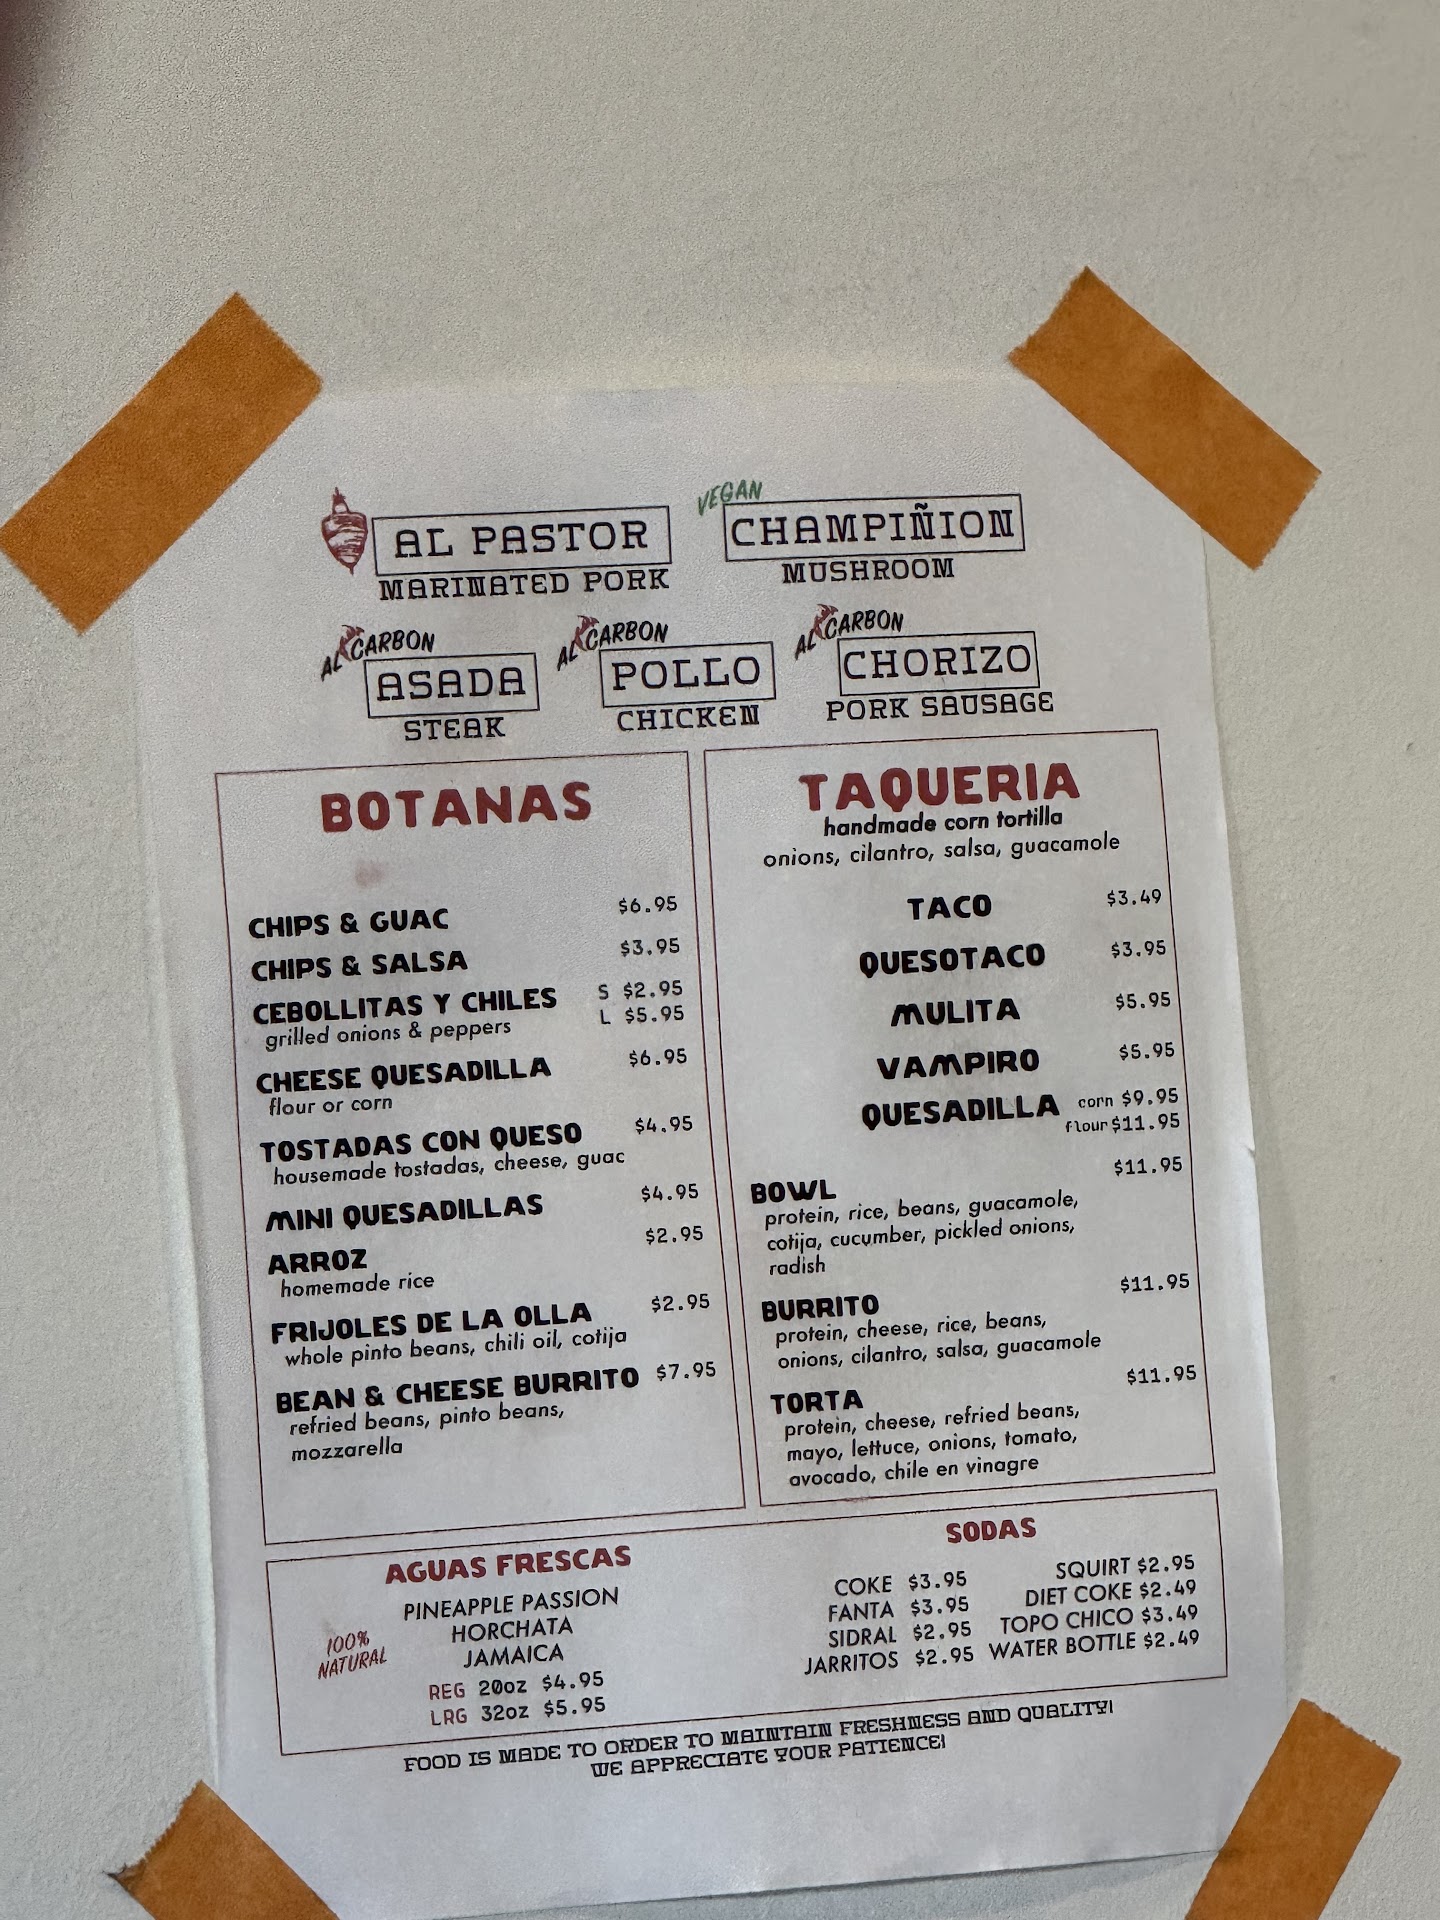 AL PASTOR
MARINATED PORK
VEGAN
CHAMPIÑION
MUSHROOM
AL CARBON
ASADA
STEAK
AL CARBON
POLLO
CHICKEN
AL CARBON
CHORIZO
PORK SAUSAGE
BOTANAS
CHIPS & GUAC $6.95
CHIPS & SALSA $3.95
CEBOLLITAS Y CHILES S $2.95
grilled onions & peppers L $5.95
CHEESE QUESADILLA $6.95
flour or corn
TOSTADAS CON QUESO $4.95
housemade tostadas, cheese, guac
MINI QUESADILLAS $4.95
ARROZ $2.95
homemade rice
FRIJOLES DE LA OLLA $2.95
whole pinto beans, chili oil, cotija
BEAN & CHEESE BURRITO $7.95
refried beans, pinto beans,
mozzarella
TAQUERIA
handmade corn tortilla
onions, cilantro, salsa, guacamole
TACO $3.49
QUESOTACO $3.95
MULITA $5.95
VAMPIRO $5.95
QUESADILLA corn $9.95
flour $11.95
BOWL $11.95
protein, rice, beans, guacamole,
cotija, cucumber, pickled onions,
radish
BURRITO $11.95
protein, cheese, rice, beans,
onions, cilantro, salsa, guacamole
TORTA $11.95
protein, cheese, refried beans,
mayo, lettuce, onions, tomato,
avocado, chile en vinagre
AGUAS FRESCAS
PINEAPPLE PASSION
HORCHATA
JAMAICA
100%
NATURAL
REG 20oz $4.95
LRG 32oz $5.95
SODAS
COKE $3.95
FANTA $3.95
SIDRAL $2.95
JARRITOS $2.95
SQUIRT $2.95
DIET COKE $2.49
TOPO CHICO $3.49
WATER BOTTLE $2.49
FOOD IS MADE TO ORDER TO MAINTAIN FRESHNESS AND QUALITY!
WE APPRECIATE YOUR PATIENCE!